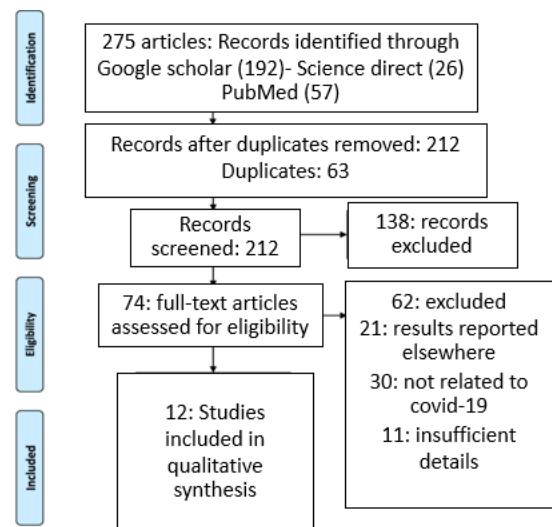 Identification
275 articles: Records identified through
Google scholar (192)- Science direct (26)
PubMed (57)
Records after duplicates removed: 212
Duplicates: 63
Screening
Records
screened: 212
138: records
excluded
Eligibility
74: full-text articles
assessed for eligibility
62: excluded
21: results reported
elsewhere
30: not related to
covid-19
11: insufficient
details
Included
12: Studies
included in
qualitative
synthesis